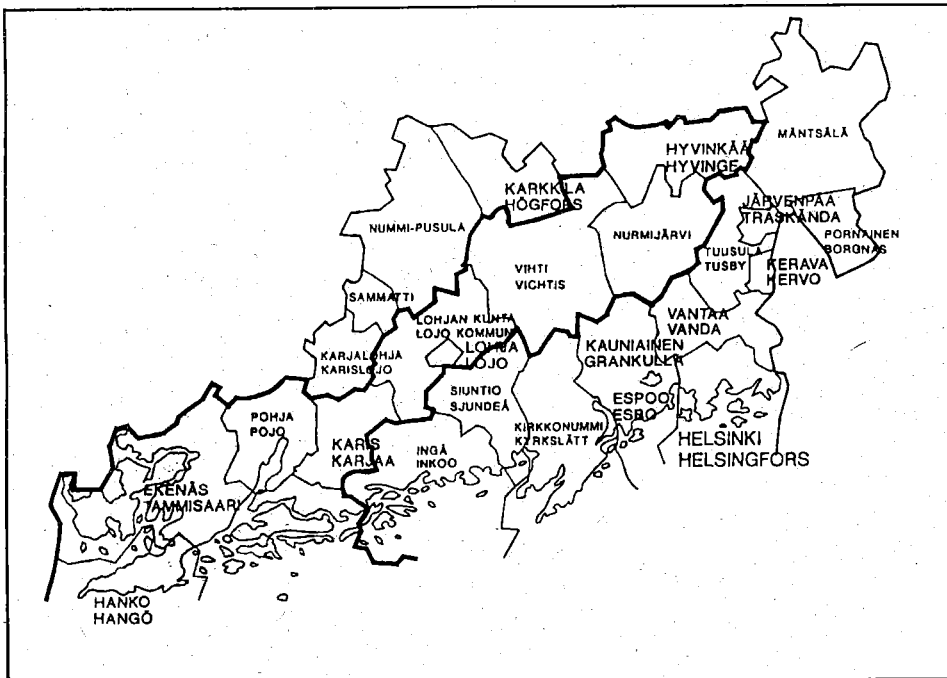 MÄNTSÄLÄ
HYVINKÄÄ
HYVINGE
KARKKILA
HÖGFORS
JÄRVENPÄÄ
TRÄSKÄNDA
NUMMI-PUSULA
NURMIJÄRVI
PORNAINEN
BORGNÄS
TUUSULA
TUSBY
KERAVA
KERVO
VIHTI
VICHTIS
SAMMATTI
LOHJAN KUNTA
LOJO KOMMUN
VANTAA
VANDA
LOHJA
LOJO
KAUNIAINEN
GRANKULLA
KARJALOHJA
KARISLOJO
SIUNTIO
SJUNDEÅ
ESPOO
ESBO
POHJA
POJO
KIRKKONUMMI
KYRKSLÄTT
HELSINKI
HELSINGFORS
KARIS
KARJAA
INGÅ
INKOO
EKENÄS
TAMMISAARI
HANKO
HANGÖ